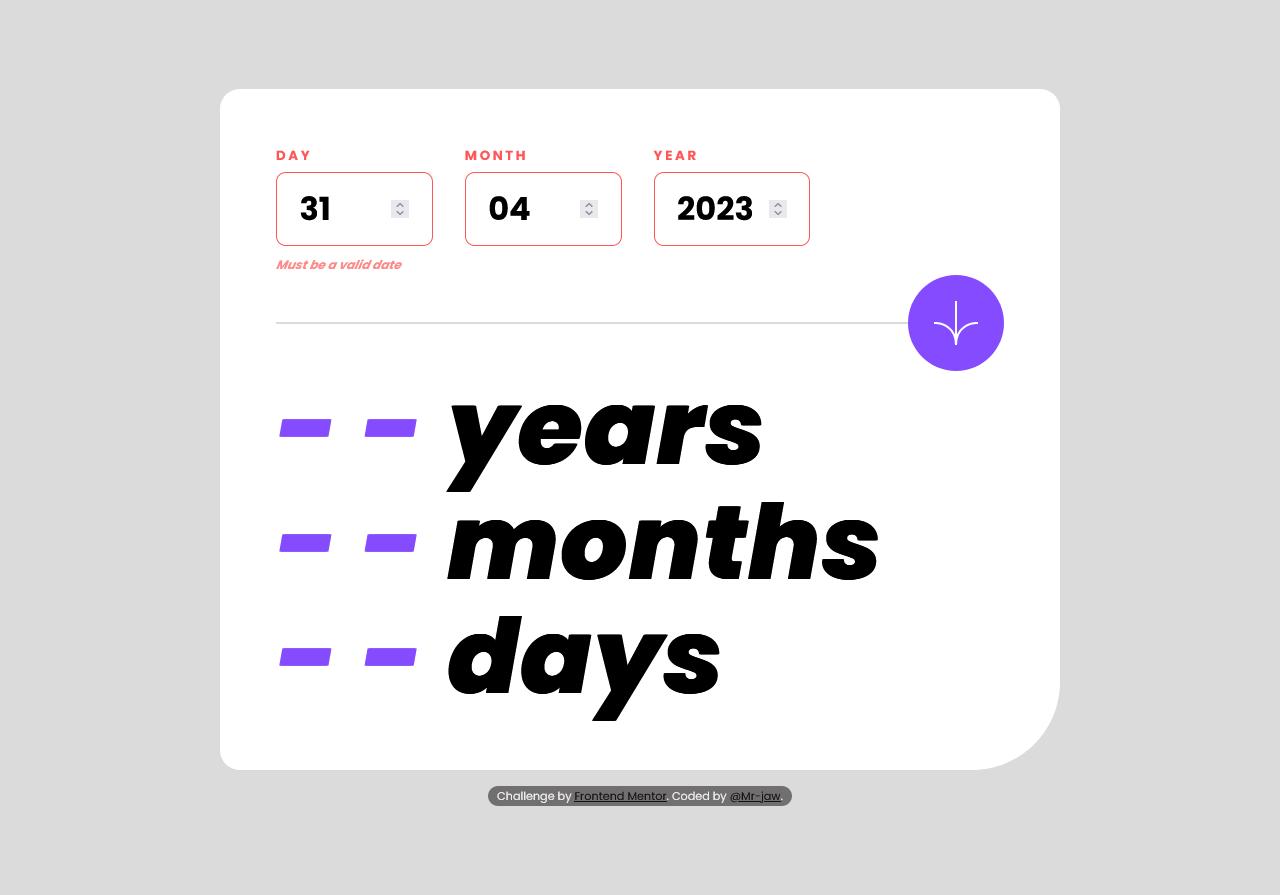 DAY MONTH YEAR
31 04 2023
Must be a valid date
- - years
- - months
- - days
Challenge by Frontend Mentor. Coded by @Mr-jaw.